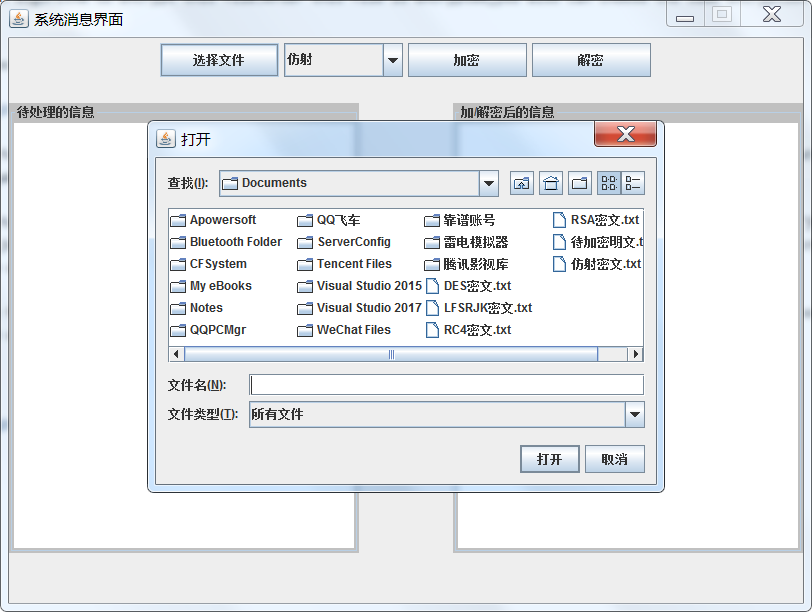 系统消息界面
选择文件 仿射 加密 解密
待处理的信息 加/解密后的信息
打开
查找(I): Documents
Apowersoft QQ飞车 靠谱账号 RSA密文.txt
Bluetooth Folder ServerConfig 雷电模拟器 待加密明文.t
CFSystem Tencent Files 腾讯影视库 仿射密文.txt
My eBooks Visual Studio 2015 DES密文.txt
Notes Visual Studio 2017 LFSRJK密文.txt
QQPCMgr WeChat Files RC4密文.txt
文件名(N):
文件类型(T): 所有文件
打开 取消